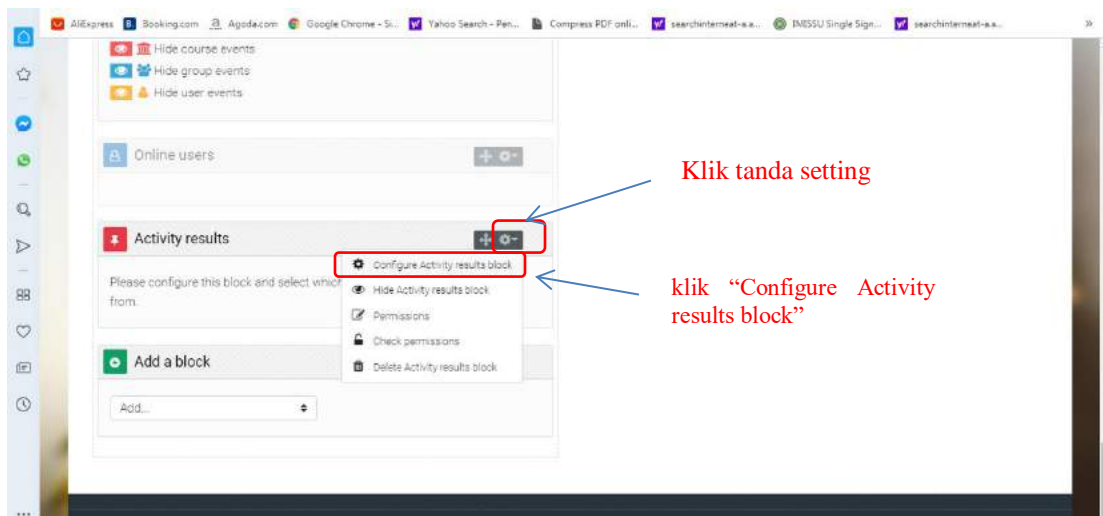 AliExpress Booking.com Agoda.com Google Chrome - Si... Yahoo Search - Pen... Compress PDF onli... searchinterneat-a.a... IMISSU Single Sign... searchinterneat-a.a... »
Hide course events
Hide group events
Hide user events
Online users
Klik tanda setting
Activity results
Configure Activity results block
Please configure this block and select which
from.
Hide Activity results block
klik “Configure Activity
results block”
Permissions
Check permissions
Add a block
Delete Activity results block
Add...